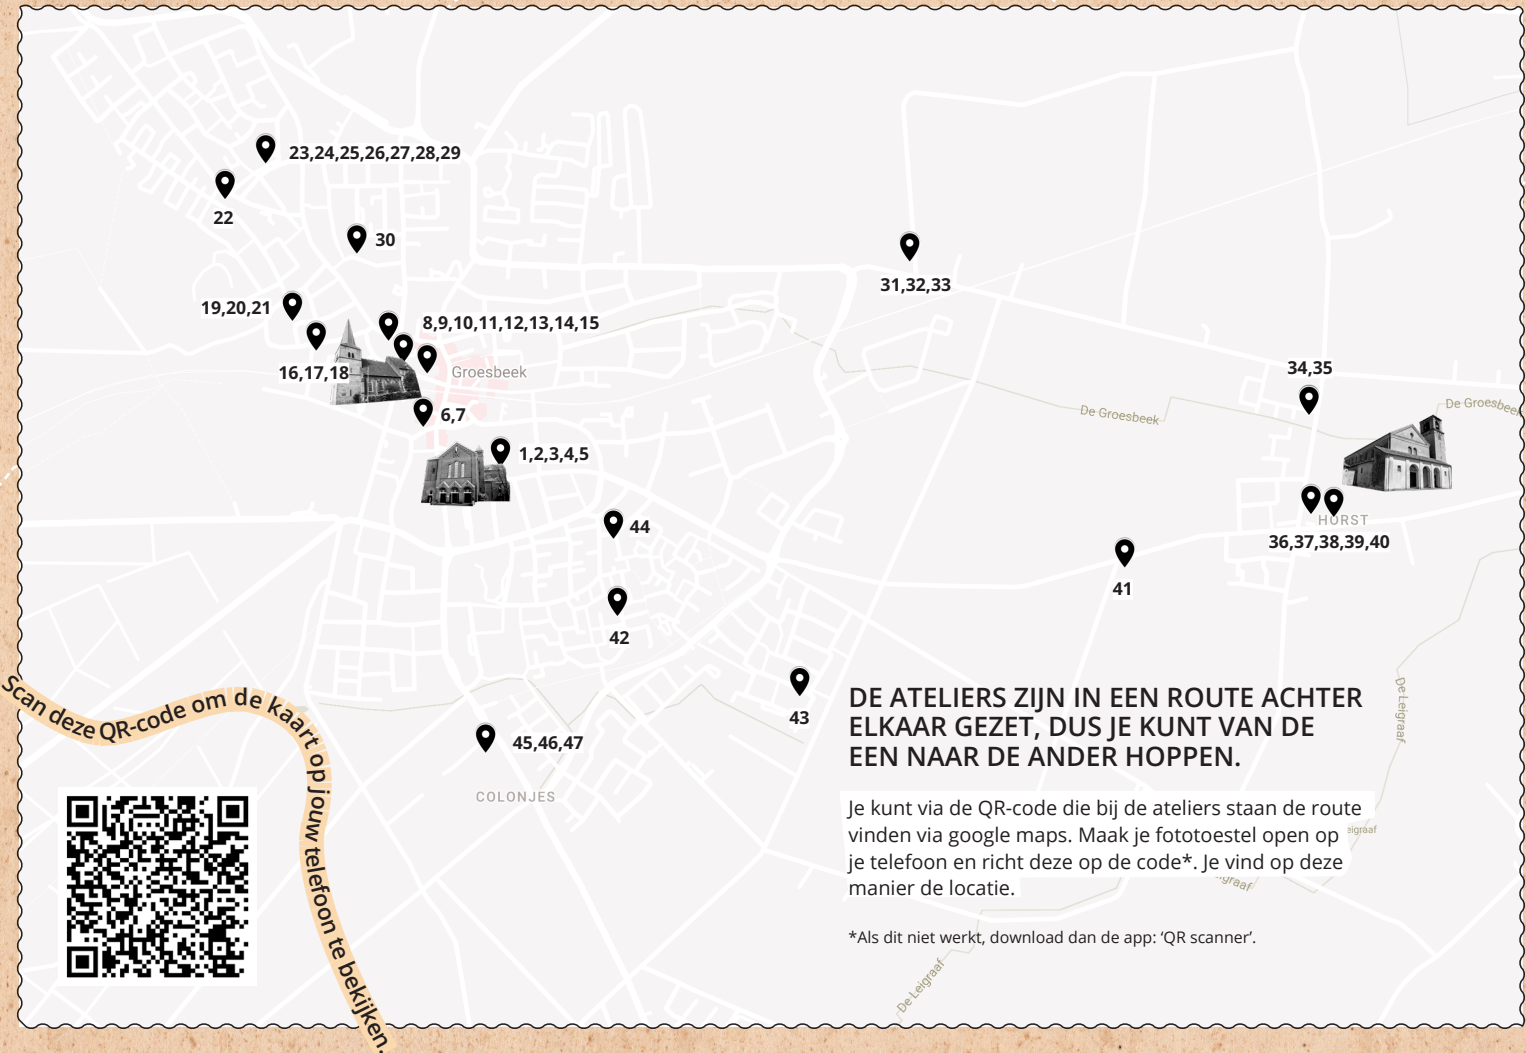 23,24,25,26,27,28,29
22
30
31,32,33
19,20,21
8,9,10,11,12,13,14,15
16,17,18
Groesbeek
34,35
De Groesbeek
De Groesbeek
6,7
1,2,3,4,5
44
HORST
36,37,38,39,40
41
42
43
45,46,47
COLONJES
De Leigraaf
Scan deze QR-code om de kaart op jouw telefoon te bekijken.
DE ATELIERS ZIJN IN EEN ROUTE ACHTER
ELKAAR GEZET, DUS JE KUNT VAN DE
EEN NAAR DE ANDER HOPPEN.
Je kunt via de QR-code die bij de ateliers staan de route
vinden via google maps. Maak je fototoestel open op
eigraaf
je telefoon en richt deze op de code*. Je vind op deze
igraaf
manier de locatie.
*Als dit niet werkt, download dan de app: ‘QR scanner’.
De Leigraaf